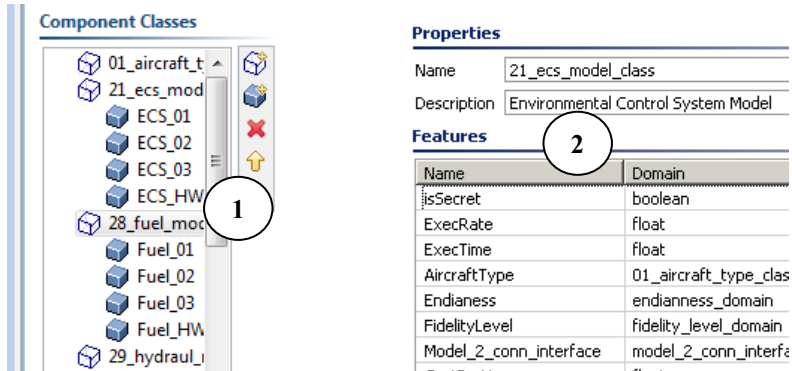 Component Classes
01_aircraft_t
21_ecs_mod
ECS_01
ECS_02
ECS_03
ECS_HW
1
28_fuel_mod
Fuel_01
Fuel_02
Fuel_03
Fuel_HW
29_hydraul_
Properties
Name 21_ecs_model_class
Description Environmental Control System Model
Features
2
Name Domain
isSecret boolean
ExecRate float
ExecTime float
AircraftType 01_aircraft_type_clas
Endianess endianness_domain
FidelityLevel fidelity_level_domain
Model_2_conn_interface model_2_conn_interfa